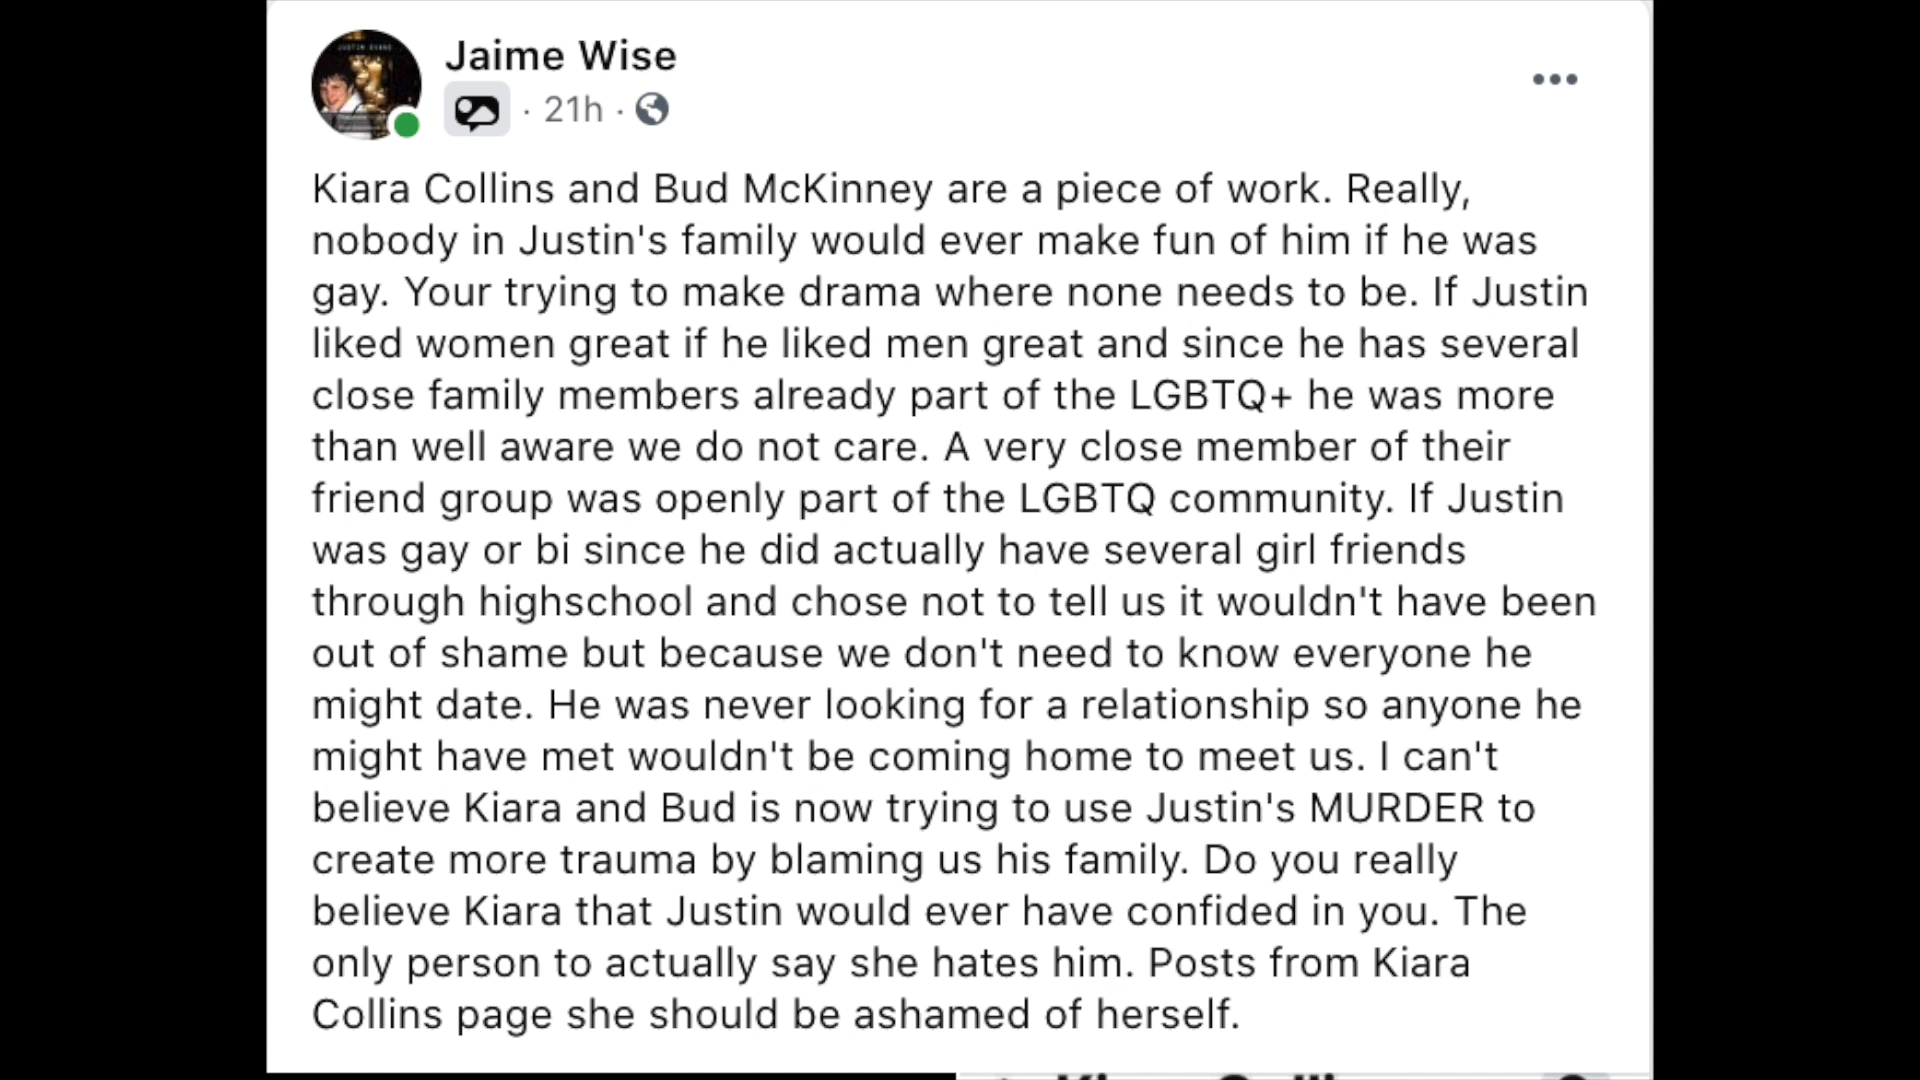 JUSTIN EVANS
Jaime Wise
· 21h ·
Kiara Collins and Bud McKinney are a piece of work. Really,
nobody in Justin's family would ever make fun of him if he was
gay. Your trying to make drama where none needs to be. If Justin
liked women great if he liked men great and since he has several
close family members already part of the LGBTQ+ he was more
than well aware we do not care. A very close member of their
friend group was openly part of the LGBTQ community. If Justin
was gay or bi since he did actually have several girl friends
through highschool and chose not to tell us it wouldn't have been
out of shame but because we don't need to know everyone he
might date. He was never looking for a relationship so anyone he
might have met wouldn't be coming home to meet us. I can't
believe Kiara and Bud is now trying to use Justin's MURDER to
create more trauma by blaming us his family. Do you really
believe Kiara that Justin would ever have confided in you. The
only person to actually say she hates him. Posts from Kiara
Collins page she should be ashamed of herself.